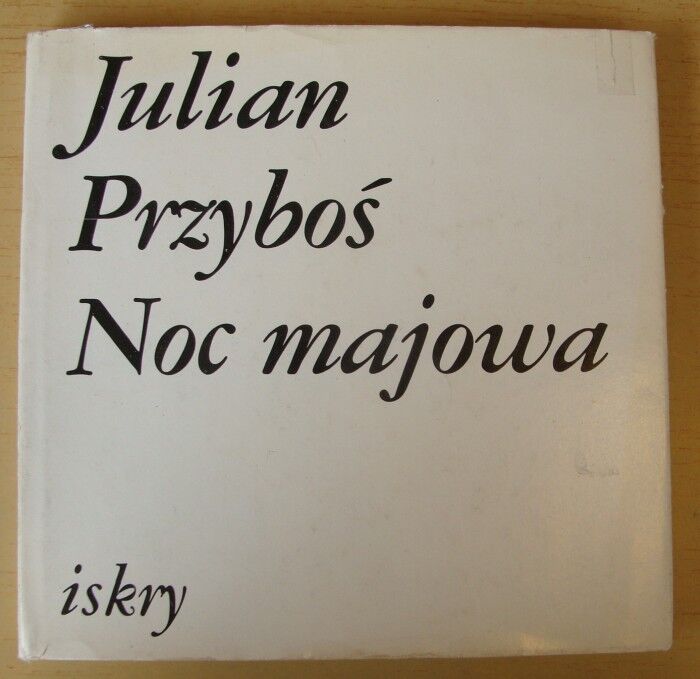 Julian
Przyboś
Noc majowa
iskry